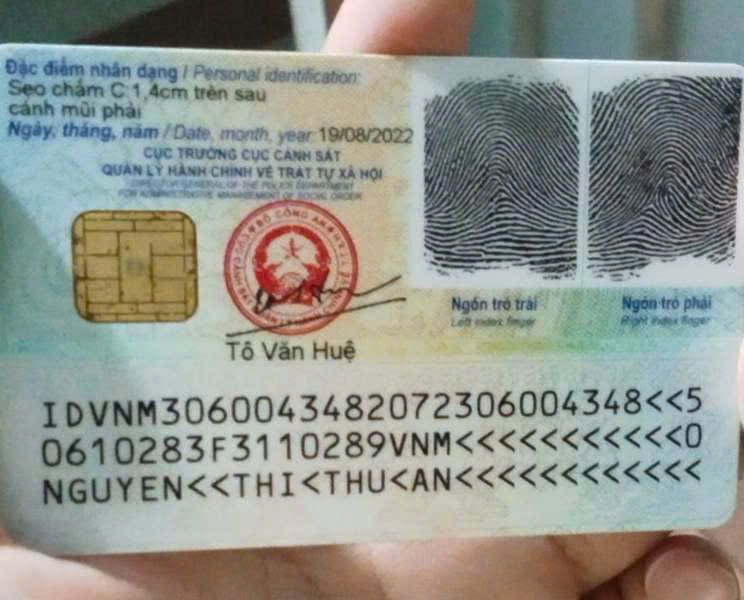 Đặc điểm nhân dạng / Personal identification:
Sẹo chấm C:1,4cm trên sau
cánh mũi phải
Ngày, tháng, năm / Date, month, year: 19/08/2022
CỤC TRƯỞNG CỤC CẢNH SÁT
QUẢN LÝ HÀNH CHÍNH VỀ TRẬT TỰ XÃ HỘI
DIRECTOR GENERAL OF THE POLICE DEPARTMENT
FOR ADMINISTRATIVE MANAGEMENT OF SOCIAL ORDER
BỘ CÔNG AN
Tô Văn Huệ
Ngón trỏ trái
Left index finger
Ngón trỏ phải
Right index finger
IDVNM3060043482072306004348<<5
0610283F3110289VNM<<<<<<<<<<<0
NGUYEN<<THI<THU<AN<<<<<<<<<<<<